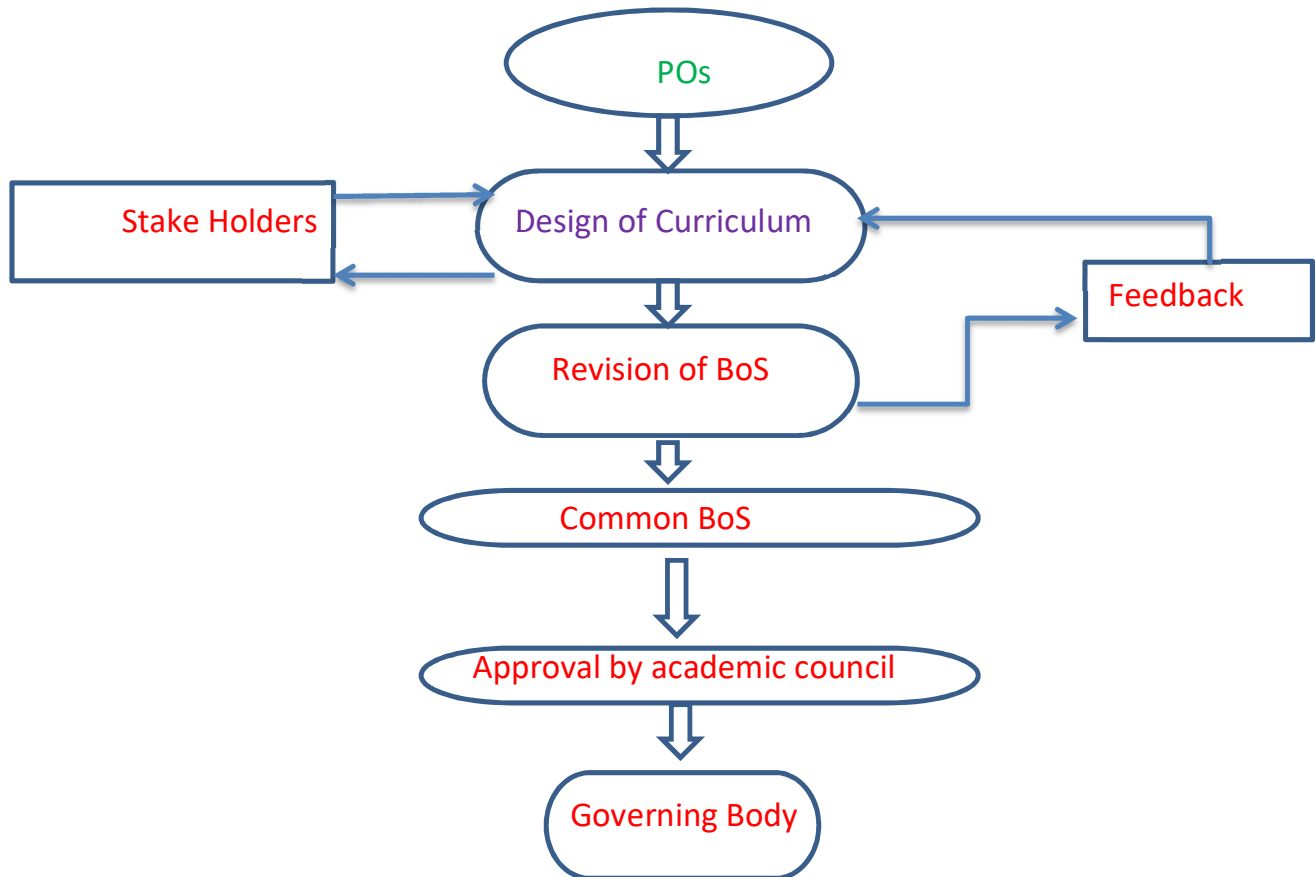 POs
Stake Holders
Design of Curriculum
Feedback
Revision of BoS
Common BoS
Approval by academic council
Governing Body